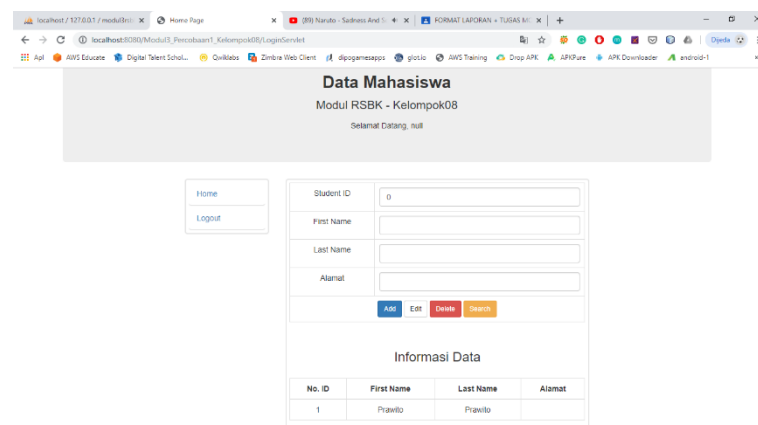 localhost / 127.0.0.1 / modul3rsb
Home Page
(89) Naruto - Sadness And S
FORMAT LAPORAN + TUGAS M
localhost:8080/Modul3_Percobaan1_Kelompok08/LoginServlet
Dijeda
Apl
AWS Educate
Digital Talent Schol...
Qwiklabs
Zimbra Web Client
dipogamesapps
glot.io
AWS Training
Drop APK
APKPure
APK Downloader
android-1
Data Mahasiswa
Modul RSBK - Kelompok08
Selamat Datang, null
Home
Logout
Student ID
0
First Name
Last Name
Alamat
Add Edit Delete Search
Informasi Data
No. ID First Name Last Name Alamat
1 Prawito Prawito